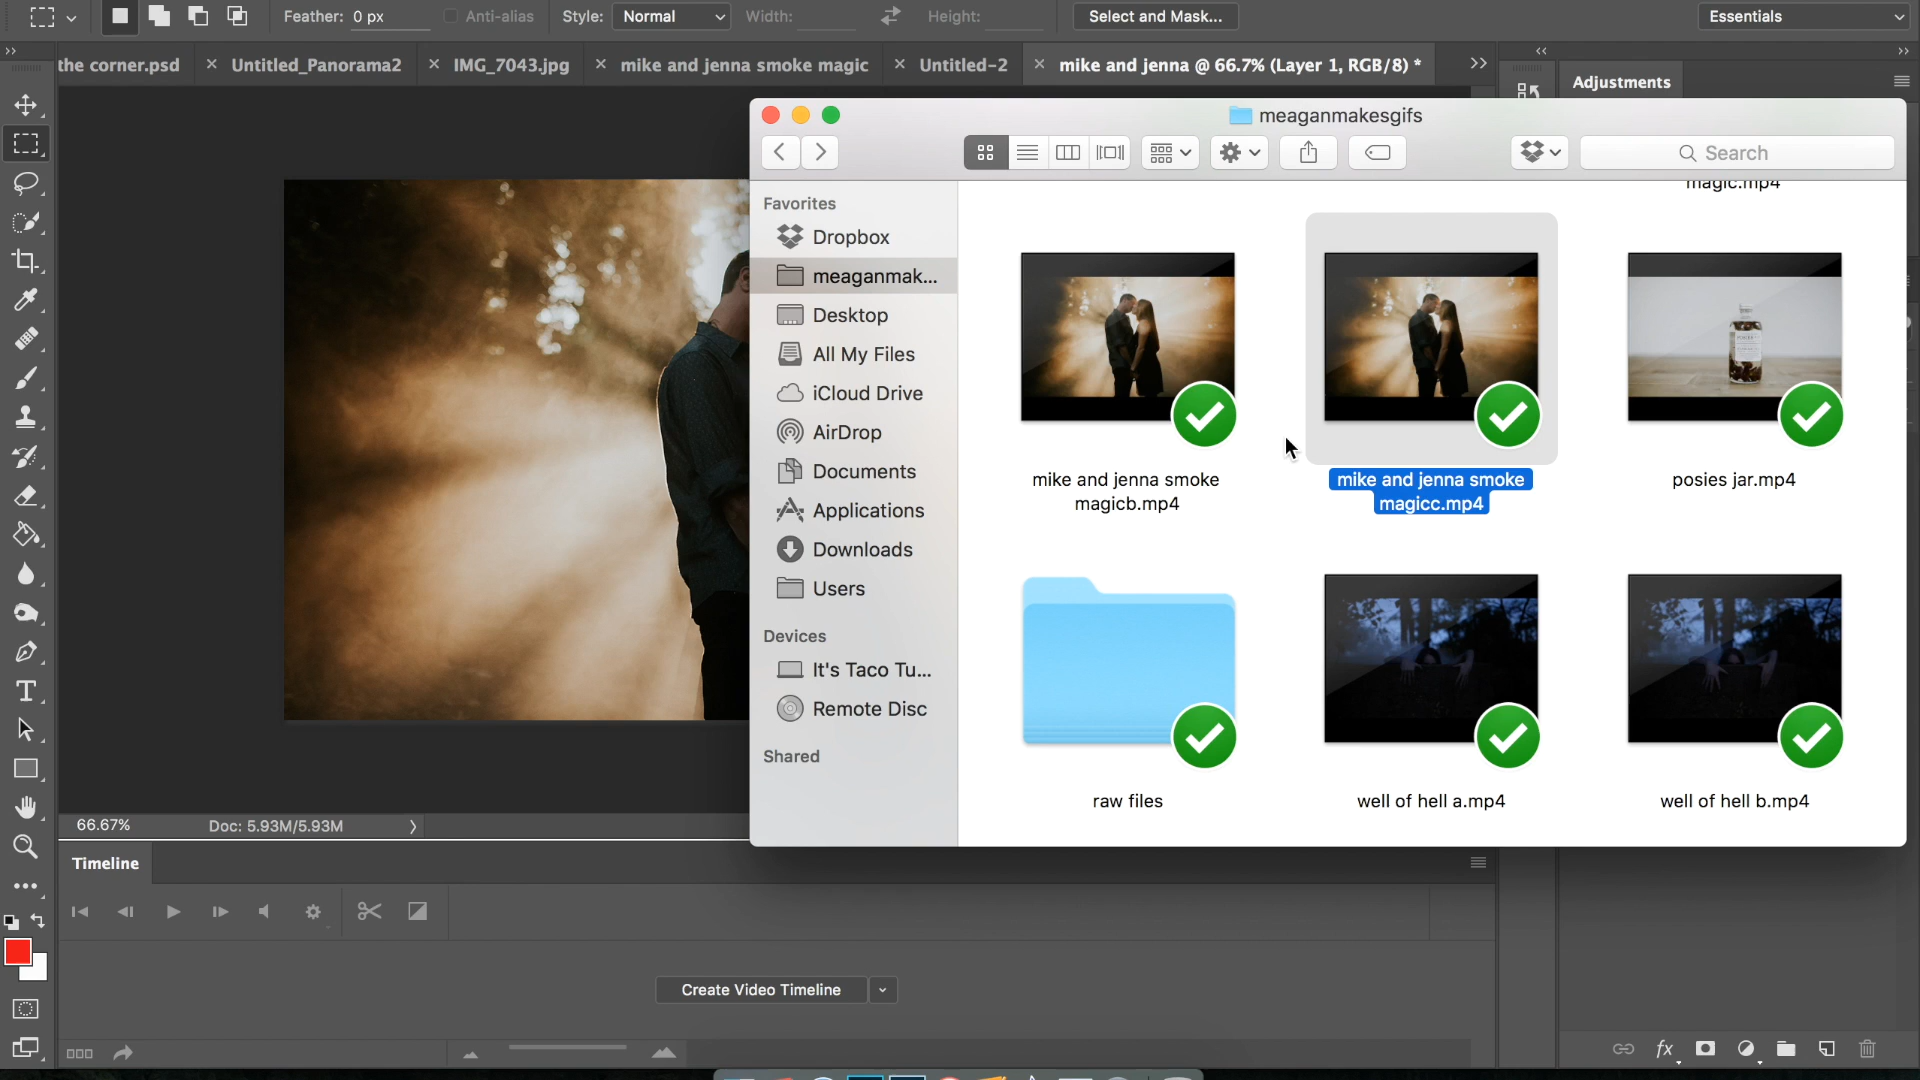 Feather: 0 px Anti-alias Style: Normal Width: Height: Select and Mask... Essentials
the corner.psd × Untitled_Panorama2 × IMG_7043.jpg × mike and jenna smoke magic × Untitled-2 × mike and jenna @ 66.7% (Layer 1, RGB/8) *
Adjustments
meaganmakesgifs
Search
Favorites
Dropbox
meaganmak...
Desktop
All My Files
iCloud Drive
AirDrop
Documents
Applications
Downloads
Users
Devices
It's Taco Tu...
Remote Disc
Shared
magic.mp4
mike and jenna smoke
magicb.mp4
mike and jenna smoke
magicc.mp4
posies jar.mp4
raw files
well of hell a.mp4
well of hell b.mp4
66.67% Doc: 5.93M/5.93M
Timeline
Create Video Timeline
fx